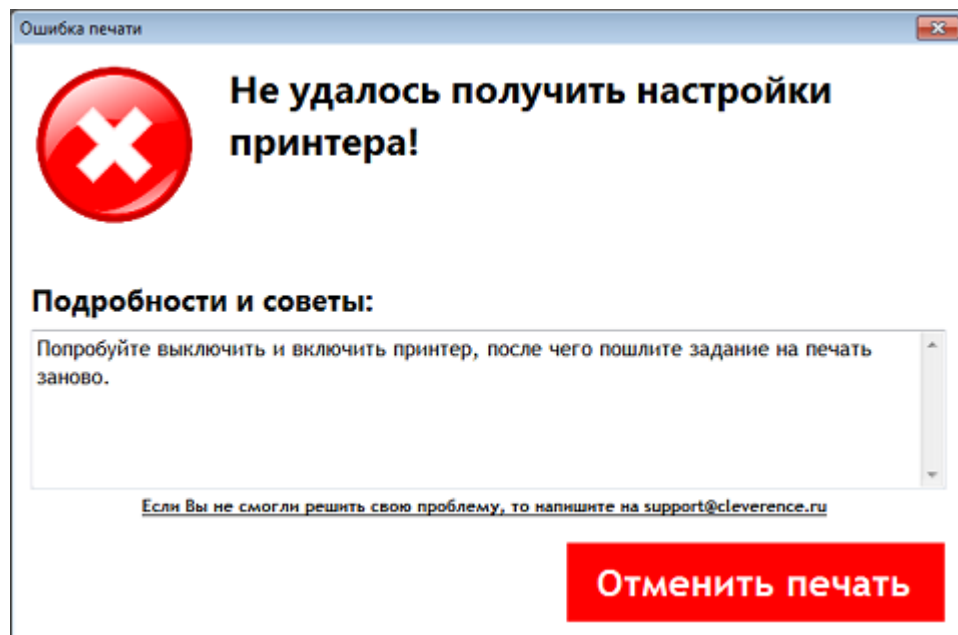 Ошибка печати
Не удалось получить настройки
принтера!
Подробности и советы:
Попробуйте выключить и включить принтер, после чего пошлите задание на печать
заново.
Если Вы не смогли решить свою проблему, то напишите на support@cleverence.ru
Отменить печать